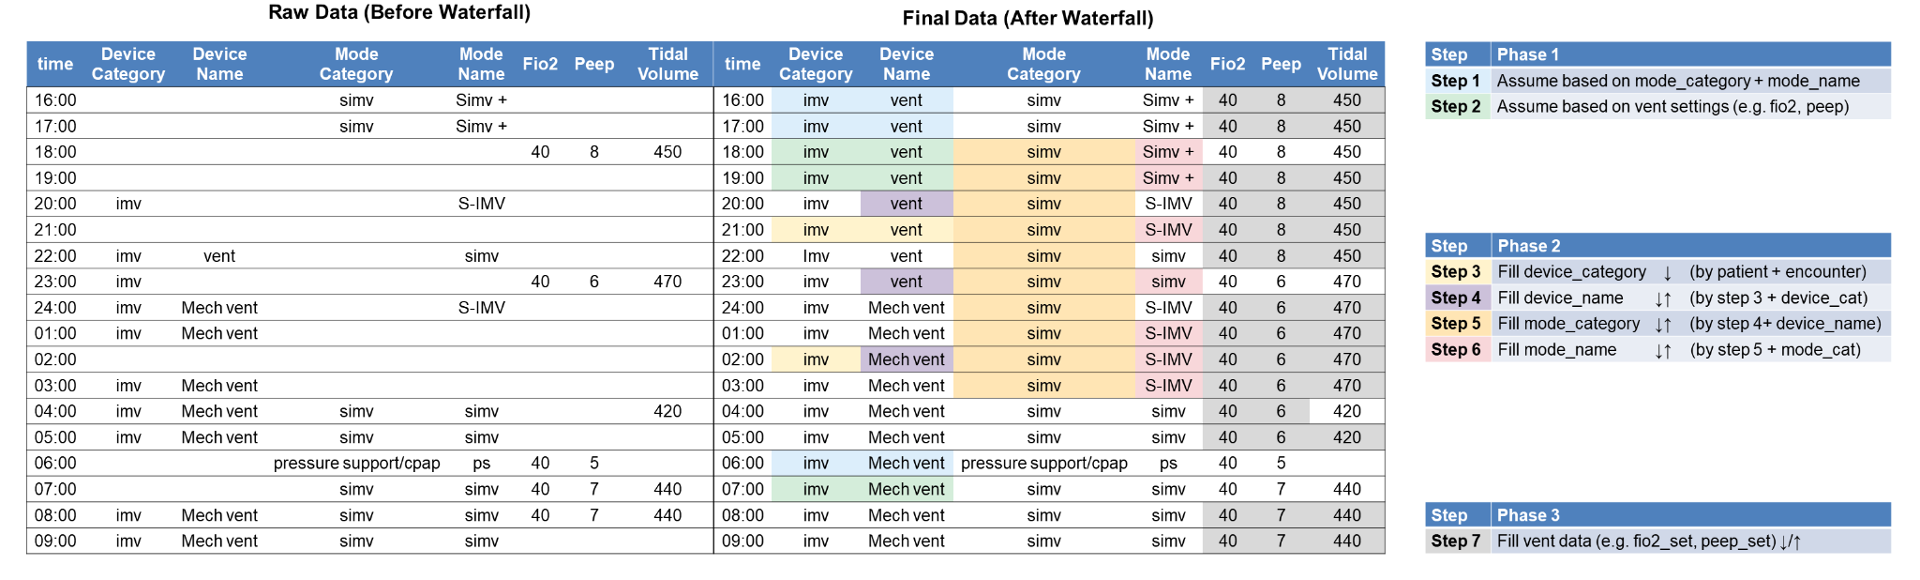 Raw Data (Before Waterfall)
Final Data (After Waterfall)
time Device Category Device Name Mode Category Mode Name Fio2 Peep Tidal Volume time Device Category Device Name Mode Category Mode Name Fio2 Peep Tidal Volume
16:00 simv Simv + 16:00 imv vent simv Simv + 40 8 450
17:00 simv Simv + 17:00 imv vent simv Simv + 40 8 450
18:00 40 8 450 18:00 imv vent simv Simv + 40 8 450
19:00 19:00 imv vent simv Simv + 40 8 450
20:00 imv S-IMV 20:00 imv vent simv S-IMV 40 8 450
21:00 21:00 imv vent simv S-IMV 40 8 450
22:00 imv vent simv 22:00 Imv vent simv simv 40 8 450
23:00 imv 40 6 470 23:00 imv vent simv simv 40 6 470
24:00 imv Mech vent S-IMV 24:00 imv Mech vent simv S-IMV 40 6 470
01:00 imv Mech vent 01:00 imv Mech vent simv S-IMV 40 6 470
02:00 02:00 imv Mech vent simv S-IMV 40 6 470
03:00 imv Mech vent 03:00 imv Mech vent simv S-IMV 40 6 470
04:00 imv Mech vent simv simv 420 04:00 imv Mech vent simv simv 40 6 420
05:00 imv Mech vent simv simv 05:00 imv Mech vent simv simv 40 6 420
06:00 pressure support/cpap ps 40 5 06:00 imv Mech vent pressure support/cpap ps 40 5
07:00 simv simv 40 7 440 07:00 imv Mech vent simv simv 40 7 440
08:00 imv Mech vent simv simv 40 7 440 08:00 imv Mech vent simv simv 40 7 440
09:00 imv Mech vent simv simv 09:00 imv Mech vent simv simv 40 7 440
Step Phase 1
Step 1 Assume based on mode_category + mode_name
Step 2 Assume based on vent settings (e.g. fio2, peep)
Step Phase 2
Step 3 Fill device_category ↓ (by patient + encounter)
Step 4 Fill device_name ↓↑ (by step 3 + device_cat)
Step 5 Fill mode_category ↓↑ (by step 4+ device_name)
Step 6 Fill mode_name ↓↑ (by step 5 + mode_cat)
Step Phase 3
Step 7 Fill vent data (e.g. fio2_set, peep_set) ↓/↑